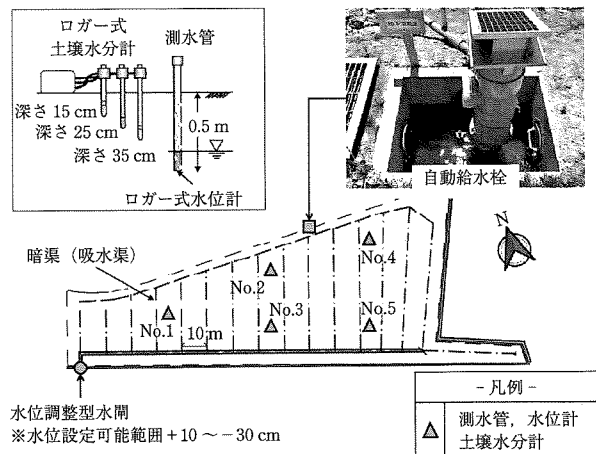 ロガー式
土壌水分計
測水管
深さ 15 cm
深さ 25 cm
深さ 35 cm
0.5 m
ロガー式水位計
自動給水栓
暗渠（吸水渠）
N
No.1
No.2
No.3
No.4
No.5
10 m
水位調整型水閘
※水位設定可能範囲＋10 ～－30 cm
－凡例－
測水管，水位計
土壌水分計